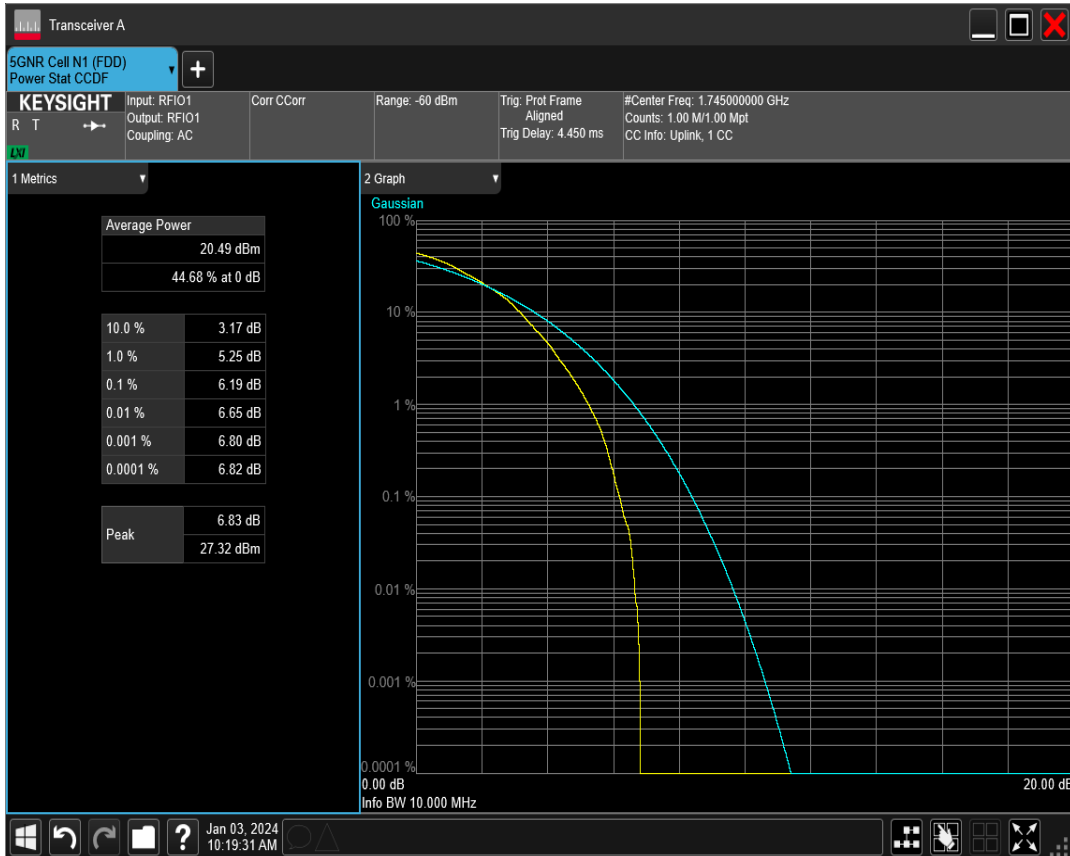 Transceiver A
5GNR Cell N1 (FDD)
Power Stat CCDF
+
KEYSIGHT
R T
LXI
Input: RFIO1
Output: RFIO1
Coupling: AC
Corr CCorr
Range: -60 dBm
Trig: Prot Frame
Aligned
Trig Delay: 4.450 ms
#Center Freq: 1.745000000 GHz
Counts: 1.00 M/1.00 Mpt
CC Info: Uplink, 1 CC
1 Metrics
Average Power
20.49 dBm
44.68 % at 0 dB
10.0 % 3.17 dB
1.0 % 5.25 dB
0.1 % 6.19 dB
0.01 % 6.65 dB
0.001 % 6.80 dB
0.0001 % 6.82 dB
Peak
6.83 dB
27.32 dBm
2 Graph
Gaussian
100 %
10 %
1 %
0.1 %
0.01 %
0.001 %
0.0001 %
0.00 dB 20.00 dB
Info BW 10.000 MHz
?
Jan 03, 2024
10:19:31 AM